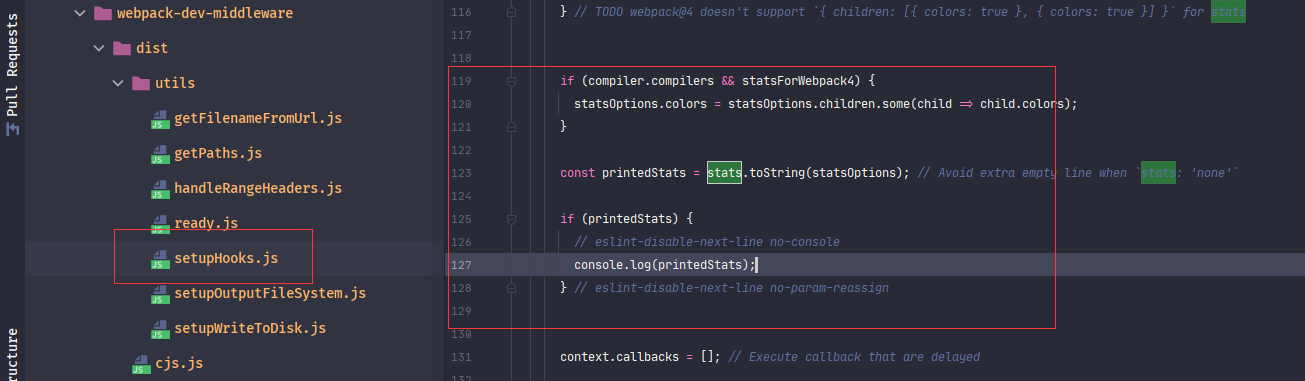 Pull Requests
ructure
webpack-dev-middleware
dist
utils
getFilenameFromUrl.js
getPaths.js
handleRangeHeaders.js
ready.js
setupHooks.js
setupOutputFileSystem.js
setupWriteToDisk.js
cjs.js
116 } // TODO webpack@4 doesn't support `{ children: [{ colors: true }, { colors: true }] }` for stats
117
118
119 if (compiler.compilers && statsForWebpack4) {
120 statsOptions.colors = statsOptions.children.some(child => child.colors);
121 }
122
123 const printedStats = stats.toString(statsOptions); // Avoid extra empty line when `stats: 'none'`
124
125 if (printedStats) {
126 // eslint-disable-next-line no-console
127 console.log(printedStats);
128 } // eslint-disable-next-line no-param-reassign
129
130
131 context.callbacks = []; // Execute callback that are delayed
132